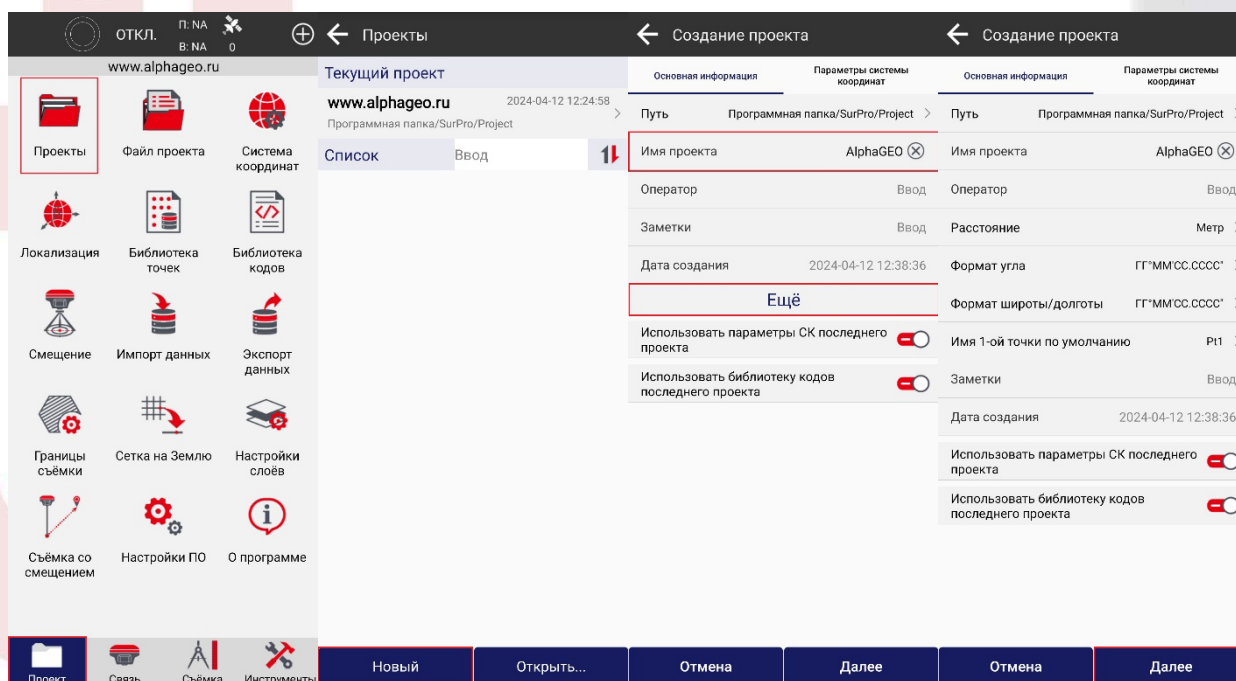 ОТКЛ.
П: NA
В: NA
0
www.alphageo.ru
Проекты
Файл проекта
Система
координат
Локализация
Библиотека
точек
Библиотека
кодов
Смещение
Импорт данных
Экспорт
данных
Границы
съёмки
Сетка на Землю
Настройки
слоёв
Съёмка со
смещением
Настройки ПО
О программе
Проект
Связь
Съёмка
Инструменты
Проекты
Текущий проект
www.alphageo.ru
2024-04-12 12:24:58
Программная папка/SurPro/Project
Список
Ввод
Новый
Открыть...
Создание проекта
Основная информация
Параметры системы
координат
Путь Программная папка/SurPro/Project
Имя проекта AlphaGEO
Оператор Ввод
Заметки Ввод
Дата создания 2024-04-12 12:38:36
Ещё
Использовать параметры СК последнего
проекта
Использовать библиотеку кодов
последнего проекта
Отмена
Далее
Создание проекта
Основная информация
Параметры системы
координат
Путь Программная папка/SurPro/Project
Имя проекта AlphaGEO
Оператор Ввод
Расстояние Метр
Формат угла ГГ°ММ'СС.СССС"
Формат широты/долготы ГГ°ММ'СС.СССС"
Имя 1-ой точки по умолчанию Pt1
Заметки Ввод
Дата создания 2024-04-12 12:38:36
Использовать параметры СК последнего
проекта
Использовать библиотеку кодов
последнего проекта
Отмена
Далее